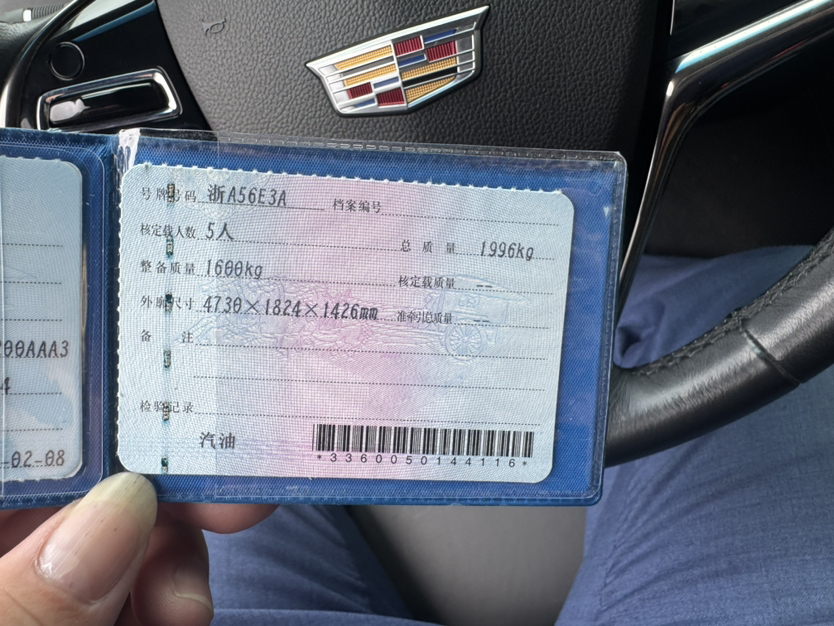 号牌号码 浙A56E3A 档案编号
核定载人数 5人 总质量 1996kg
整备质量 1600kg 核定载质量 --
外廓尺寸 4730×1824×1426mm 准牵引总质量 --
备注
检验记录
汽油
*3360050144116*
200AAA3
4
-02-08